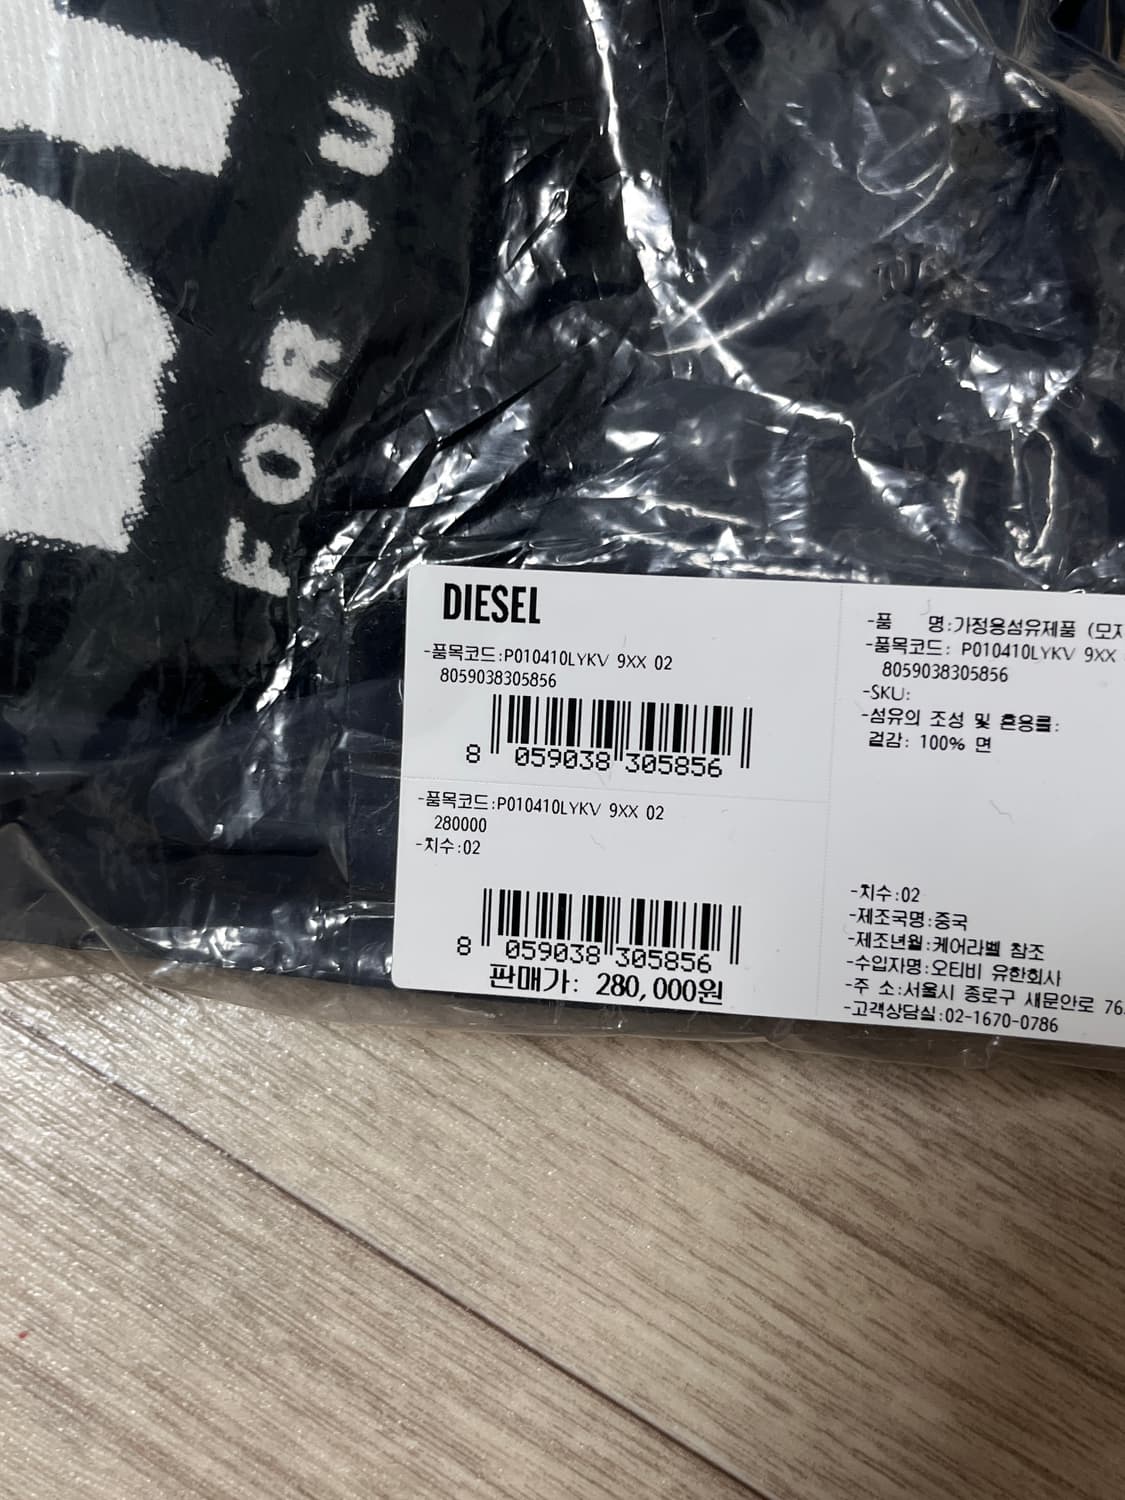 FOR SUC
DIESEL
-품목코드:P010410LYKV 9XX 02
8059038305856
8 059038 305856
-품목코드:P010410LYKV 9XX 02
280000
-치수:02
8 059038 305856
판매가: 280,000원
-품 명:가정용섬유제품 (모자
-품목코드: P010410LYKV 9XX
8059038305856
-SKU:
-섬유의 조성 및 혼용률:
겉감: 100% 면
-치수:02
-제조국명:중국
-제조년월:케어라벨 참조
-수입자명:오티비 유한회사
-주 소:서울시 종로구 새문안로 76
-고객상담실:02-1670-0786